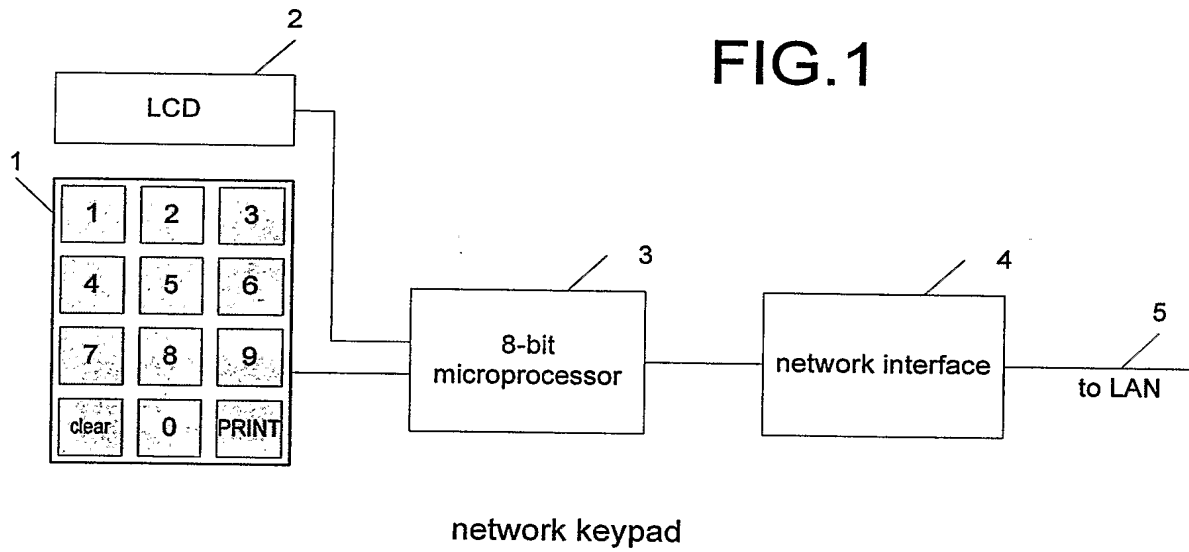 FIG.1
2
LCD
1
1 2 3
4 5 6
7 8 9
clear 0 PRINT
3
8-bit
microprocessor
4
network interface
5
to LAN
network keypad